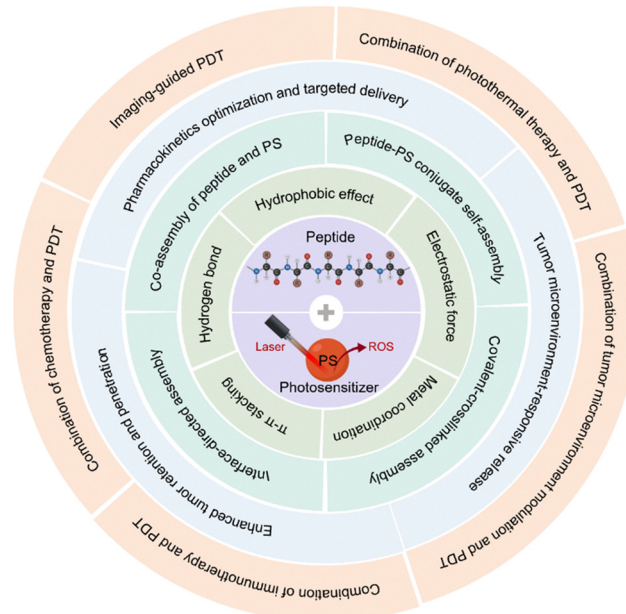 Imaging-guided PDT
Combination of photothermal therapy and PDT
Combination of tumor microenvironment modulation and PDT
Combination of immunotherapy and PDT
Combination of chemotherapy and PDT
Pharmacokinetics optimization and targeted delivery
Tumor microenvironment-responsive release
Enhanced tumor retention and penetration
Co-assembly of peptide and PS
Peptide-PS conjugate self-assembly
Covalent-crosslinked assembly
Interface-directed assembly
Hydrophobic effect
Electrostatic force
Metal coordination
π-π stacking
Hydrogen bond
Peptide
Laser
PS
ROS
Photosensitizer